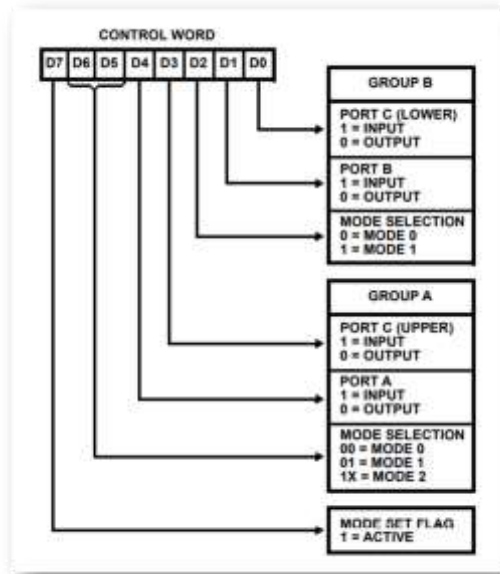 CONTROL WORD
D7 D6 D5 D4 D3 D2 D1 D0
GROUP B
PORT C (LOWER)
1 = INPUT
0 = OUTPUT
PORT B
1 = INPUT
0 = OUTPUT
MODE SELECTION
0 = MODE 0
1 = MODE 1
GROUP A
PORT C (UPPER)
1 = INPUT
0 = OUTPUT
PORT A
1 = INPUT
0 = OUTPUT
MODE SELECTION
00 = MODE 0
01 = MODE 1
1X = MODE 2
MODE SET FLAG
1 = ACTIVE